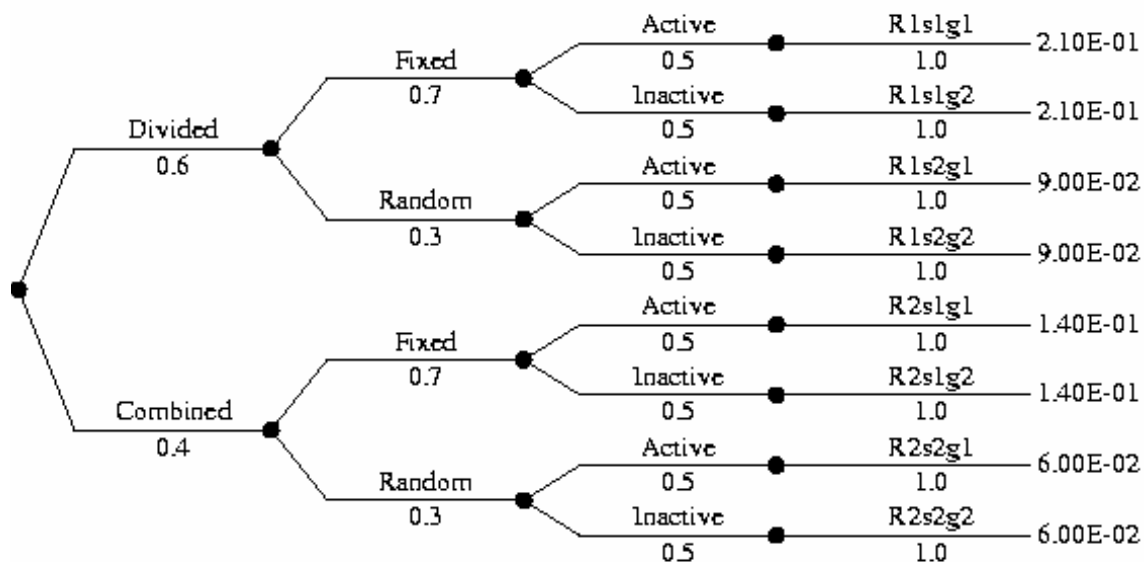 Active R1s1g1
0.5 1.0 2.10E-01
Fixed
0.7
Inactive R1s1g2
0.5 1.0 2.10E-01
Divided
0.6
Active R1s2g1
0.5 1.0 9.00E-02
Random
0.3
Inactive R1s2g2
0.5 1.0 9.00E-02
Active R2s1g1
0.5 1.0 1.40E-01
Fixed
0.7
Inactive R2s1g2
0.5 1.0 1.40E-01
Combined
0.4
Active R2s2g1
0.5 1.0 6.00E-02
Random
0.3
Inactive R2s2g2
0.5 1.0 6.00E-02